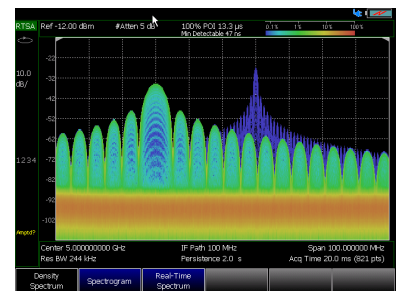 RTSA Ref -12.00 dBm #Atten 5 dB 100% POI 13.3 µs 0.1% 1% 10% 100%
Min Detectable 47 ns
10.0
dB/
-22
-32
-42
-52
-62
-72
-82
-92
-102
1234
Amptd?
Center 5.000000000 GHz IF Path 100 MHz Span 100.000000 MHz
Res BW 244 kHz Persistence 2.0 s Acq Time 20.0 ms (821 pts)
Density Spectrum Spectrogram Real-Time Spectrum